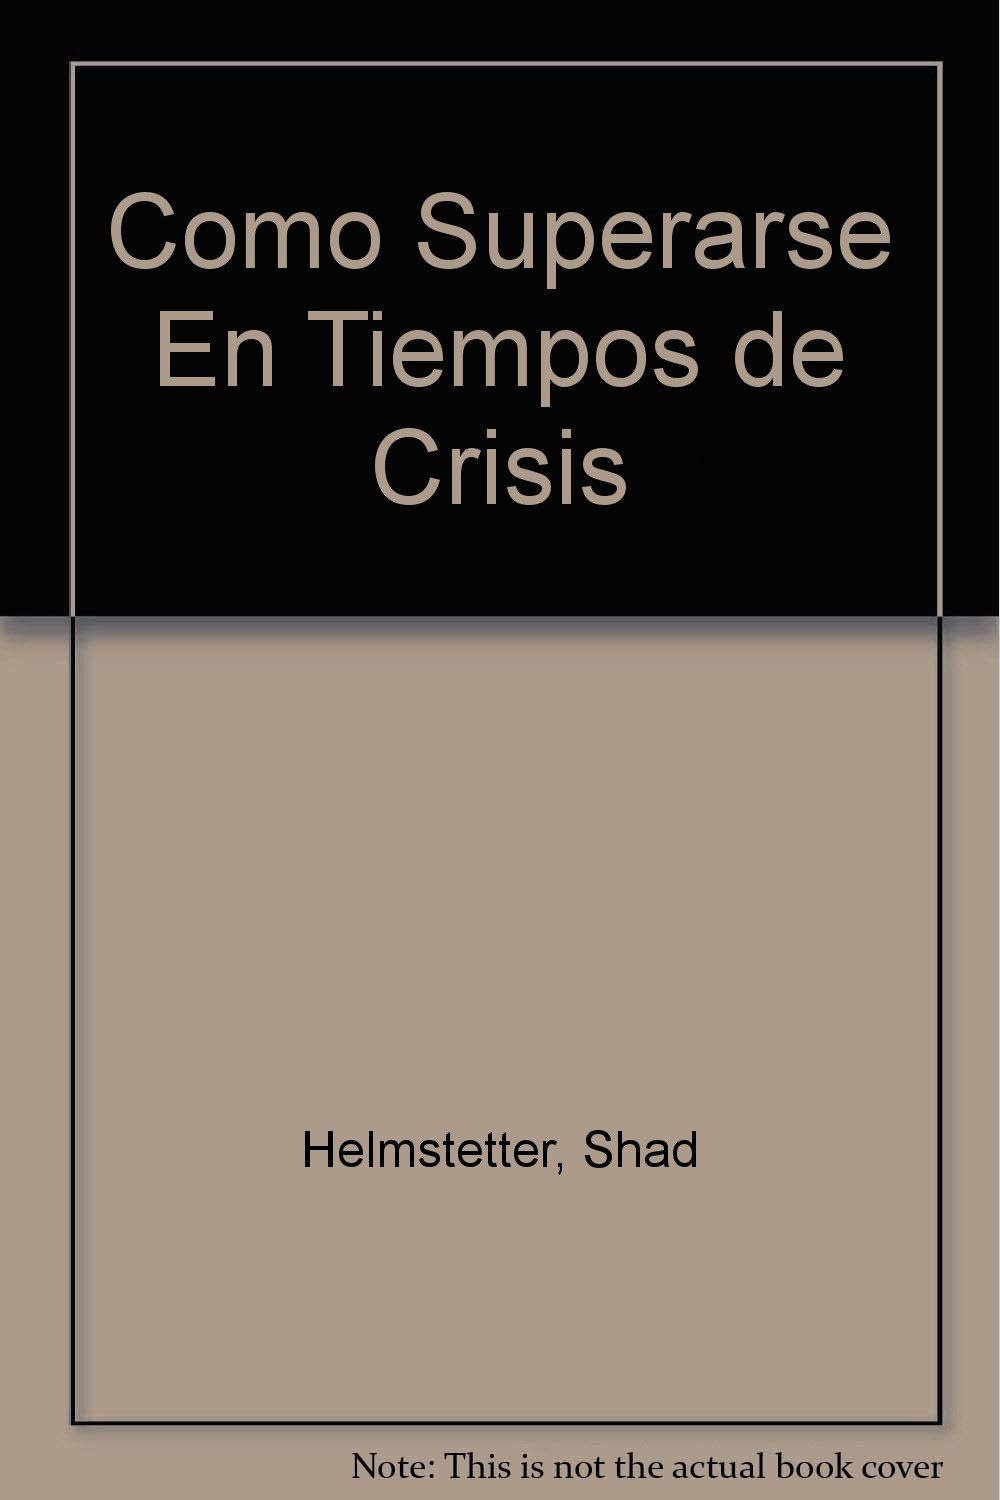 Como Superarse
En Tiempos de
Crisis
Helmstetter, Shad
Note: This is not the actual book cover